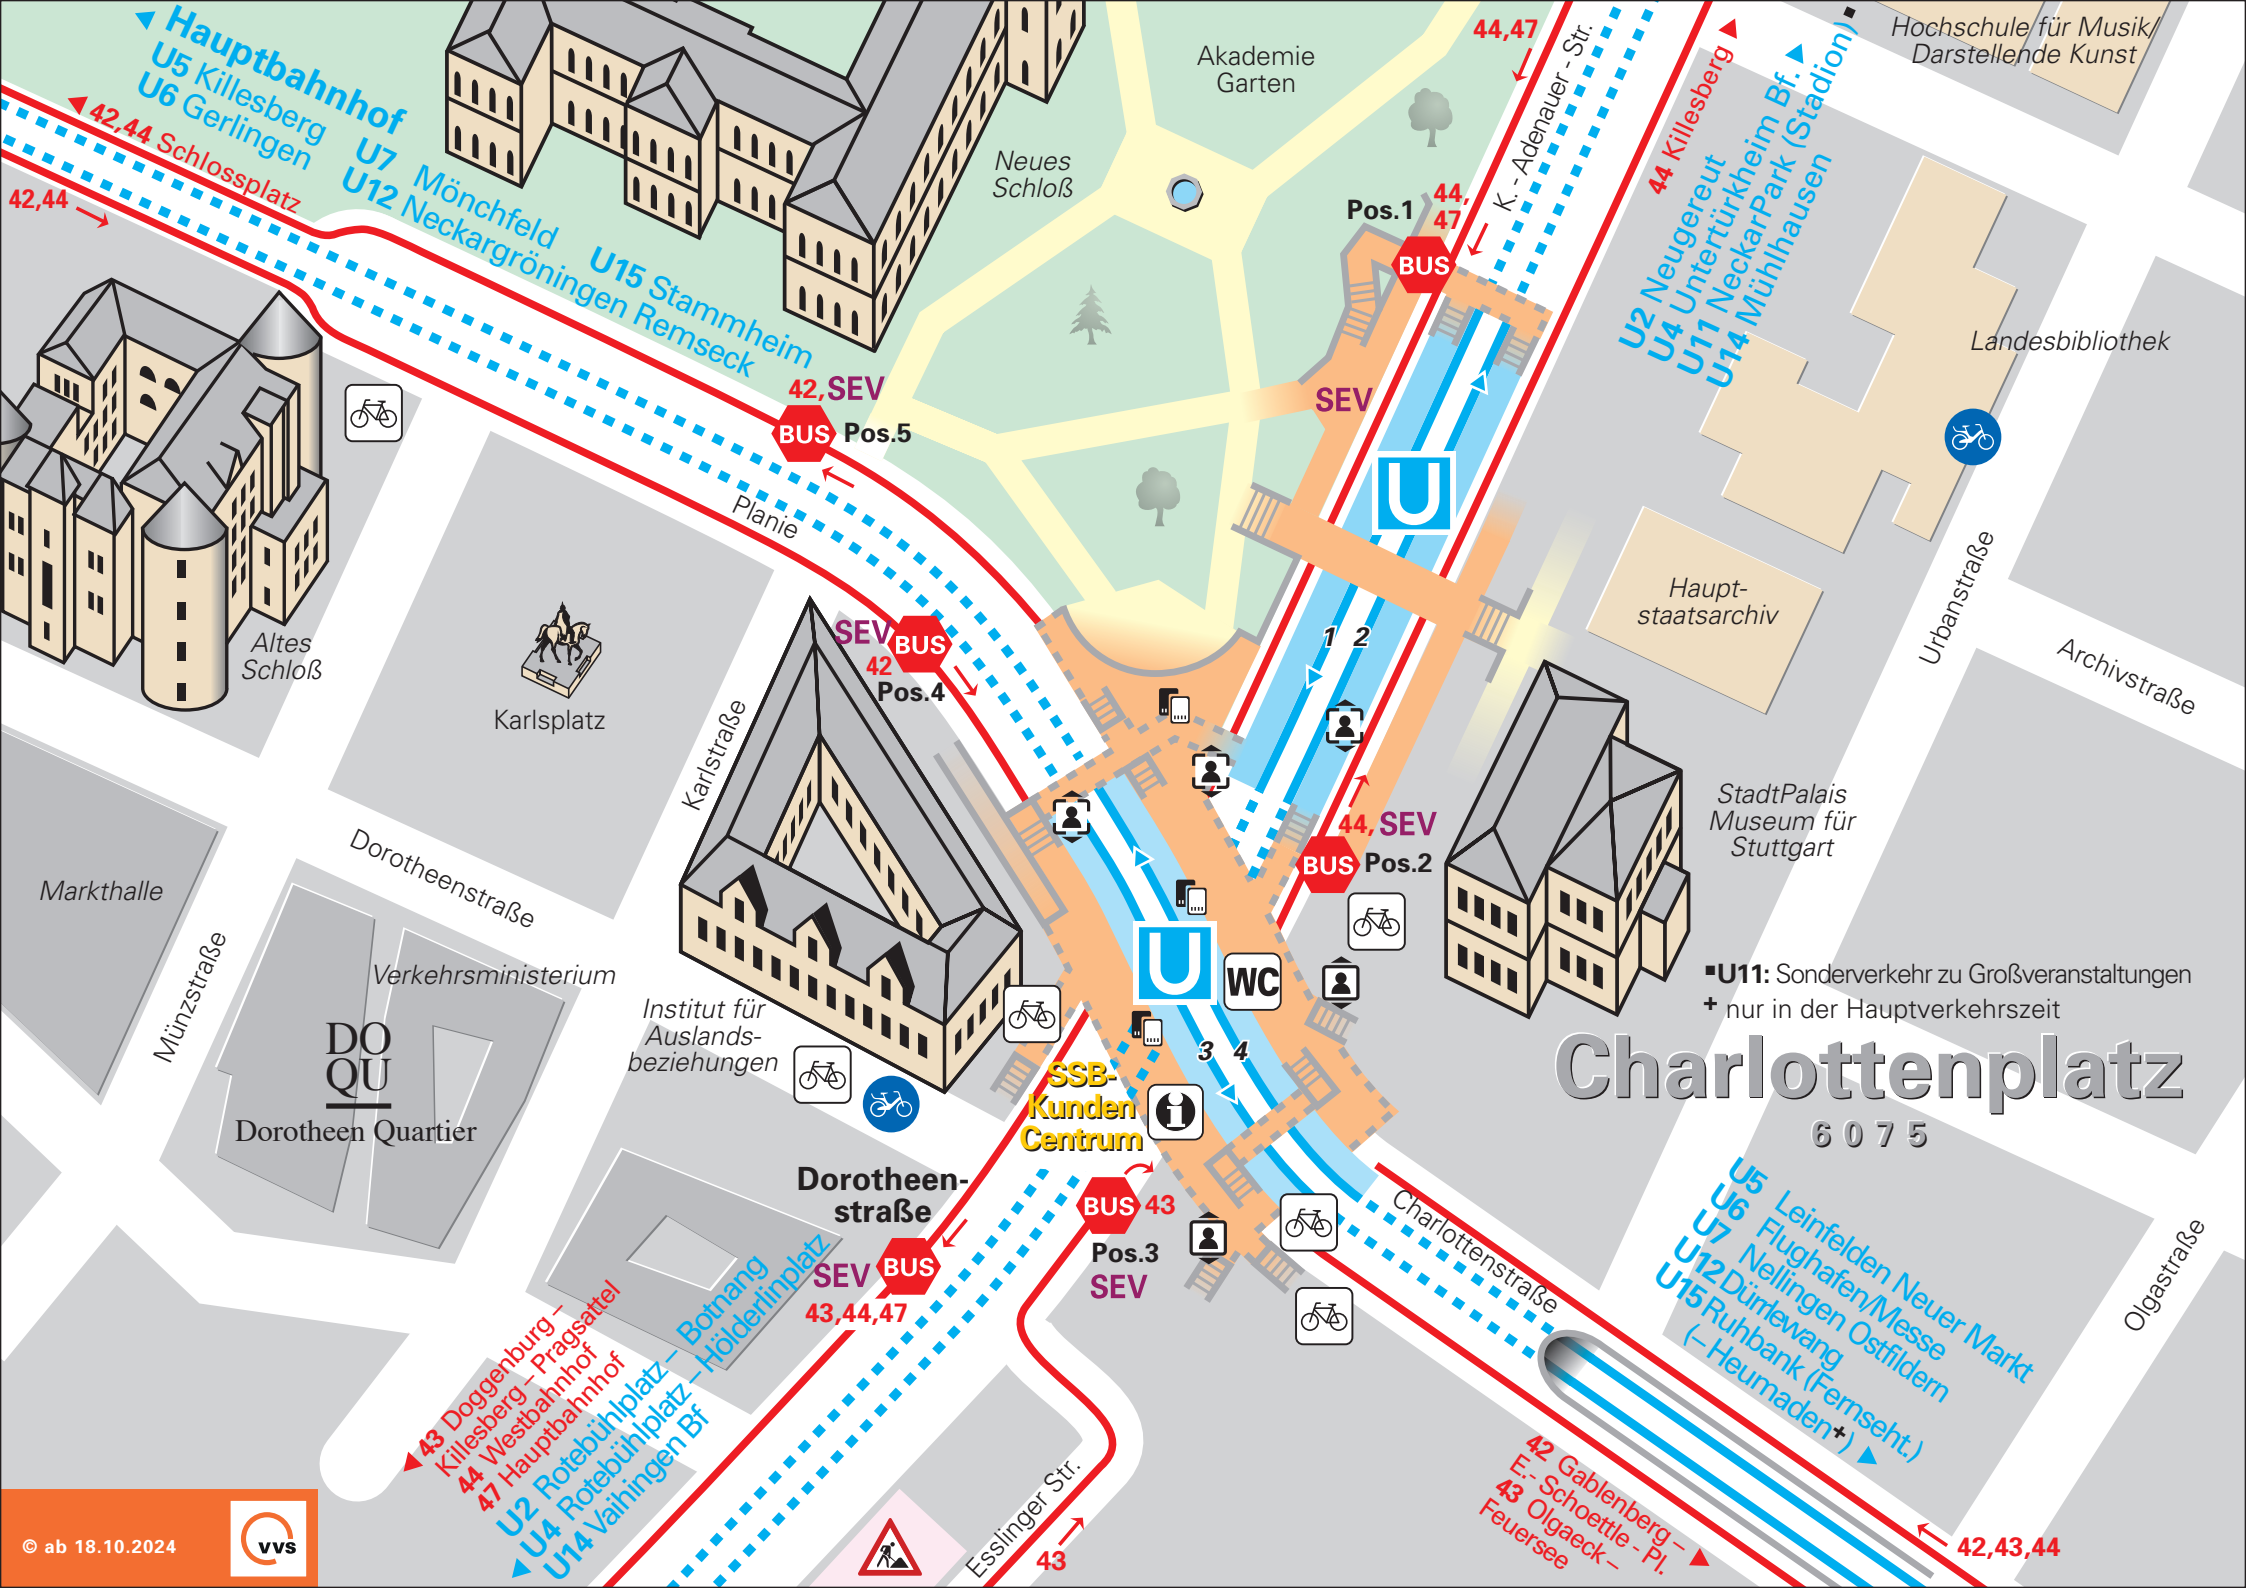 Hauptbahnhof
U5 Killesberg
U6 Gerlingen
U7 Mönchfeld
U12 Neckargröningen Remseck
U15 Stammheim
42,44 Schlossplatz
42,44
Neues
Schloß
Akademie
Garten
44,47
K.-Adenauer-Str.
44 Killesberg
U2 Neugereut
U4 Untertürkheim Bf.
U11 NeckarPark (Stadion)
U14 Mühlhausen
Hochschule für Musik/
Darstellende Kunst
Landesbibliothek
Pos.1
44,
47
BUS
SEV
42, SEV
BUS
Pos.5
Planie
U
Haupt-
staatsarchiv
Urbanstraße
Archivstraße
Altes
Schloß
Karlsplatz
SEV
BUS
42
Pos.4
1 2
Karlstraße
44, SEV
BUS
Pos.2
StadtPalais
Museum für
Stuttgart
Markthalle
Dorotheenstraße
Münzstraße
Verkehrsministerium
DO
QU
Dorotheen Quartier
Institut für
Auslands-
beziehungen
U
WC
3 4
SSB-
Kunden
Centrum
i
U11: Sonderverkehr zu Großveranstaltungen
+ nur in der Hauptverkehrszeit
Charlottenplatz
6075
Dorotheen-
straße
SEV
BUS
43,44,47
BUS
43
Pos.3
SEV
Charlottenstraße
Olgastraße
U5 Leinfelden Neuer Markt
U6 Flughafen/Messe
U7 Nellingen Ostfildern
U12 Dürrlewang
U15 Ruhbank (Fernseht.)
(– Heumaden+)
43 Doggenburg –
Killesberg – Pragsattel
44 Westbahnhof
47 Hauptbahnhof
U2 Rotebühlplatz – Botnang
U4 Rotebühlplatz – Hölderlinplatz
U14 Vaihingen Bf
Esslinger Str.
43
42 Gablenberg –
E.- Schoettle - Pl.
43 Olgaeck –
Feuersee
42,43,44
© ab 18.10.2024
vvs